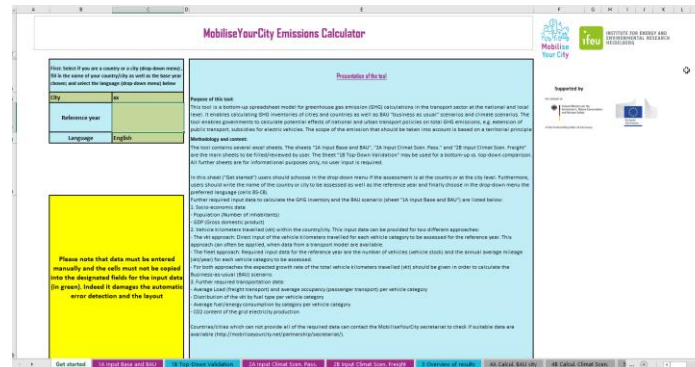 A B C D E F G H I J K L
MobiliseYourCity Emissions Calculator
Mobilise
Your City
ifeu
INSTITUTE FOR ENERGY AND
ENVIRONMENTAL RESEARCH
HEIDELBERG
First: Select if you are a country or a city (drop-down menu),
fill in the name of your country/city as well as the base year
chosen; and select the language (drop-down menu) below
City xx
Reference year
Language English
Presentation of the tool
Supported by
Purpose of this tool:
This tool is a bottom-up spreadsheet model for greenhouse gas emission (GHG) calculations in the transport sector at the national and local
level. It enables calculating GHG inventories of cities and countries as well as BAU "business as usual" scenarios and climate scenarios. The
tool enables governments to calculate potential effects of national and urban transport policies on total GHG emissions, e.g. extension of
public transport, subsidies for electric vehicles. The scope of the emission that should be taken into account is based on a territorial principle
Methodology and content:
The tool contains several excel sheets. The sheets "1A Input Base and BAU", "2A Input Climat Scen. Pass." and "2B Input Climat Scen. Freight"
are the main sheets to be filled/reviewed by user. The Sheet "1B Top-Down Validation" may be used for a bottom-up vs. top-down comparison.
All further sheets are for informational purposes only, no user input is required.
In this sheet ("Get started") users should choose in the drop down menu if the assessment is at the country or at the city level. Furthermore,
users should write the name of the country or city to be assessed as well as the reference year and finally choose in the drop-down menu the
preferred language (cells B5-C8).
Further required input data to calculate the GHG inventory and the BAU scenario (sheet "1A Input Base and BAU") are listed below:
1. Socio-economic data:
- Population (Number of inhabitants)
- GDP (Gross domestic product)
2. Vehicle kilometres travelled (vkt) within the country/city. This input data can be provided for two different approaches:
- The vkt approach: Direct input of the vehicle kilometers travelled for each vehicle category to be assessed for the reference year. This
approach can often be applied, when data from a transport model are available.
- The fleet approach: Required input data for the reference year are the number of vehicles (vehicle stock) and the annual average mileage
(vkt/year) for each vehicle category to be assessed.
- For both approaches the expected growth rate of the total vehicle kilometers travelled (vkt) should be given in order to calculate the
Business-as usual (BAU) scenario.
3. Further required transportation data:
- Average Load (freight transport) and average occupancy (passenger transport) per vehicle category
- Distribution of the vkt by fuel type per vehicle category
- Average fuel/energy consumption by category per vehicle category
- CO2 content of the grid electricity production
Countries/cities which can not provide all of the required data can contact the MobiliseYourCity secretariat to check if suitable data are
available (http://mobiliseyourcity.net/partnership/secretariat/).
Please note that data must be entered
manually and the cells must not be copied
into the designated fields for the input data
(in green). Indeed it damages the automatic
error detection and the layout
Get started 1A Input Base and BAU 1B Top-Down Validation 2A Input Climat Scen. Pass. 2B Input Climat Scen. Freight 3 Overview of results 4A Calcul. BAU city 4B Calcul. Climat Scen.